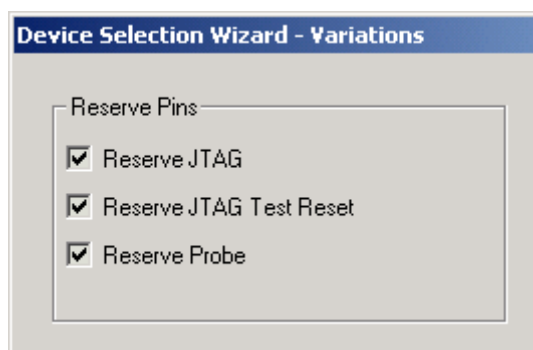 Device Selection Wizard - Variations
Reserve Pins
Reserve JTAG
Reserve JTAG Test Reset
Reserve Probe